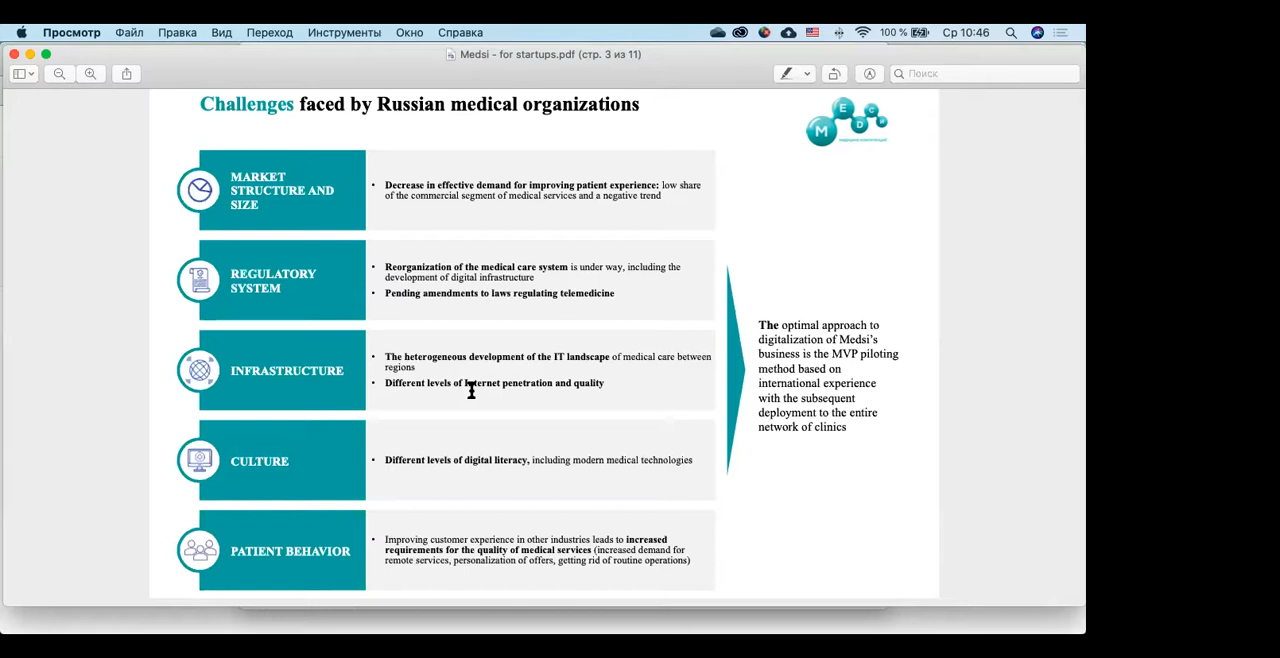 Просмотр Файл Правка Вид Переход Инструменты Окно Справка 100 % Ср 10:46
Medsi - for startups.pdf (стр. 3 из 11)
Поиск
Challenges faced by Russian medical organizations
M E D C И
MARKET
STRUCTURE AND
SIZE
• Decrease in effective demand for improving patient experience: low share
of the commercial segment of medical services and a negative trend
REGULATORY
SYSTEM
• Reorganization of the medical care system is under way, including the
development of digital infrastructure
• Pending amendments to laws regulating telemedicine
INFRASTRUCTURE
• The heterogeneous development of the IT landscape of medical care between
regions
• Different levels of Internet penetration and quality
CULTURE
• Different levels of digital literacy, including modern medical technologies
PATIENT BEHAVIOR
• Improving customer experience in other industries leads to increased
requirements for the quality of medical services (increased demand for
remote services, personalization of offers, getting rid of routine operations)
The optimal approach to
digitalization of Medsi's
business is the MVP piloting
method based on
international experience
with the subsequent
deployment to the entire
network of clinics